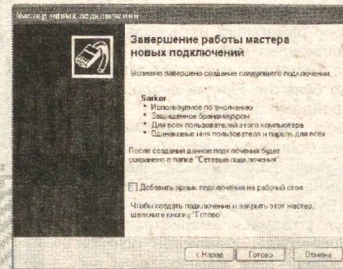 Мастер новых подключений
Завершение работы мастера
новых подключений
Успешно завершено создание следующего подключения:
Sarkor
* Используемое по умолчанию
* Защищенное брандмауэром
* Для всех пользователей этого компьютера
* Одинаковые имя пользователя и пароль для всех
После создания данное подключение будет
сохранено в папке "Сетевые подключения"
Добавить ярлык подключения на рабочий стол
Чтобы создать подключение и закрыть этот мастер,
щелкните кнопку "Готово".
< Назад
Готово
Отмена